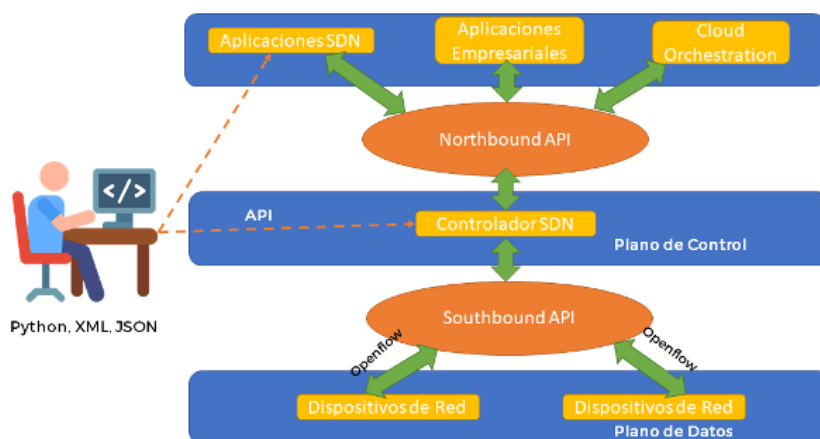 Aplicaciones SDN
Aplicaciones
Empresariales
Cloud
Orchestration
Northbound API
</>
API
Controlador SDN
Plano de Control
Python, XML, JSON
Southbound API
Openflow
Openflow
Dispositivos de Red
Dispositivos de Red
Plano de Datos